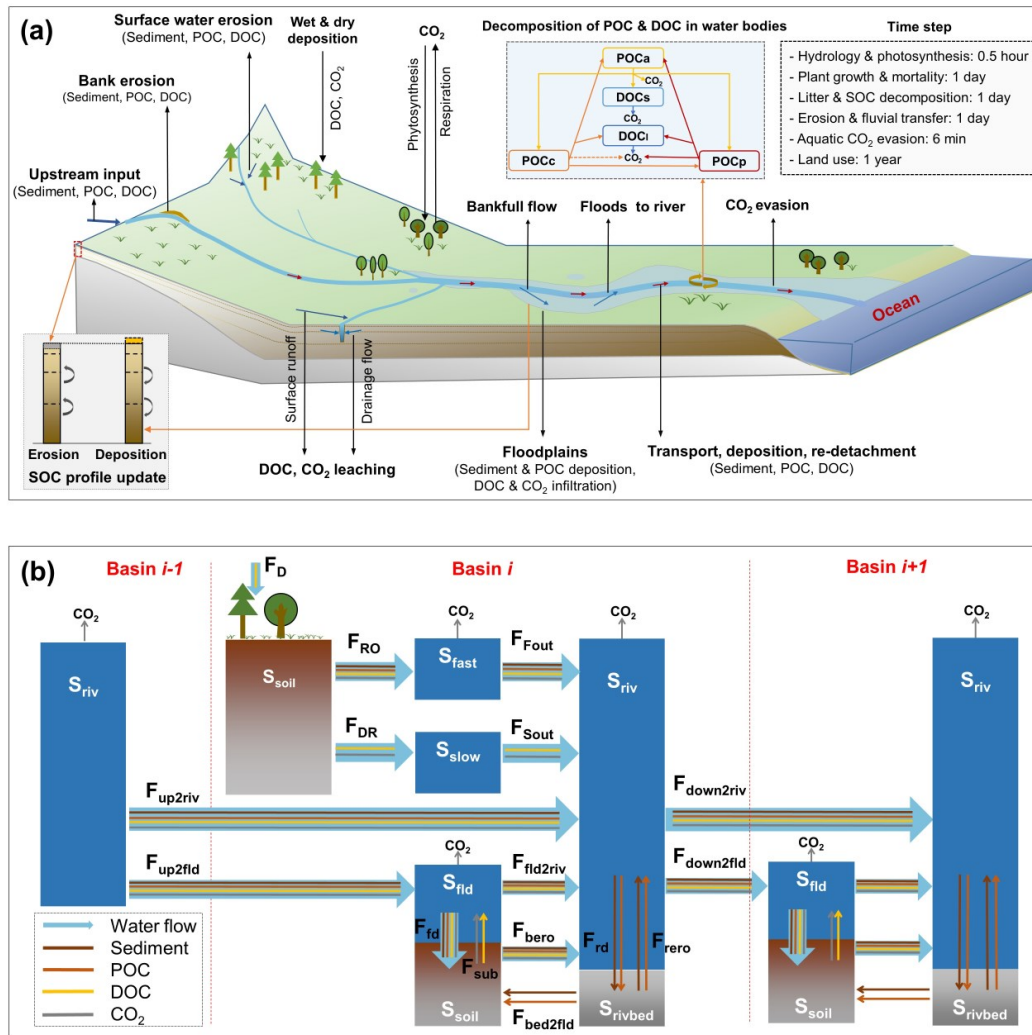 (a)
Surface water erosion
(Sediment, POC, DOC)
Wet & dry
deposition
CO2
Decomposition of POC & DOC in water bodies
Time step
- Hydrology & photosynthesis: 0.5 hour
- Plant growth & mortality: 1 day
- Litter & SOC decomposition: 1 day
- Erosion & fluvial transfer: 1 day
- Aquatic CO2 evasion: 6 min
- Land use: 1 year
Bank erosion
(Sediment, POC, DOC)
DOC, CO2
Phytosynthesis
Respiration
POCa
CO2
DOCs
CO2
DOCl
CO2
POCc
POCp
Upstream input
(Sediment, POC, DOC)
Bankfull flow
Floods to river
CO2 evasion
Ocean
Surface runoff
Drainage flow
Erosion
Deposition
SOC profile update
DOC, CO2 leaching
Floodplains
(Sediment & POC deposition,
DOC & CO2 infiltration)
Transport, deposition, re-detachment
(Sediment, POC, DOC)
(b)
Basin i-1
Basin i
Basin i+1
FD
CO2
CO2
CO2
CO2
Sriv
Ssoil
FRO
Sfast
Fout
Sriv
Sriv
FDR
Sslow
FSout
Fup2riv
Fdown2riv
Fup2fld
CO2
Sfld
Ffld2riv
Fdown2fld
CO2
Sfld
Ffd
Fsub
Fbero
Frd
Frero
Ssoil
Fbed2fld
Srivbed
Ssoil
Srivbed
Water flow
Sediment
POC
DOC
CO2